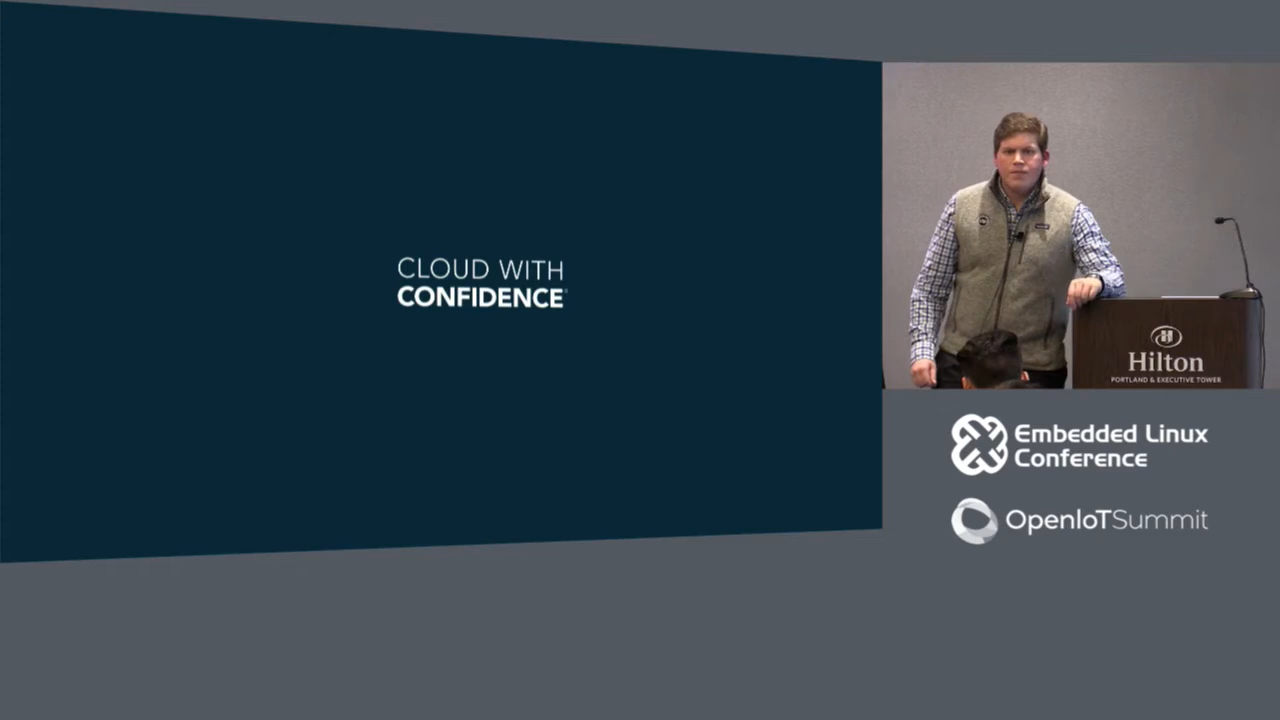 CLOUD WITH
CONFIDENCE
Hilton
PORTLAND & EXECUTIVE TOWER
Embedded Linux
Conference
OpenIoTSummit